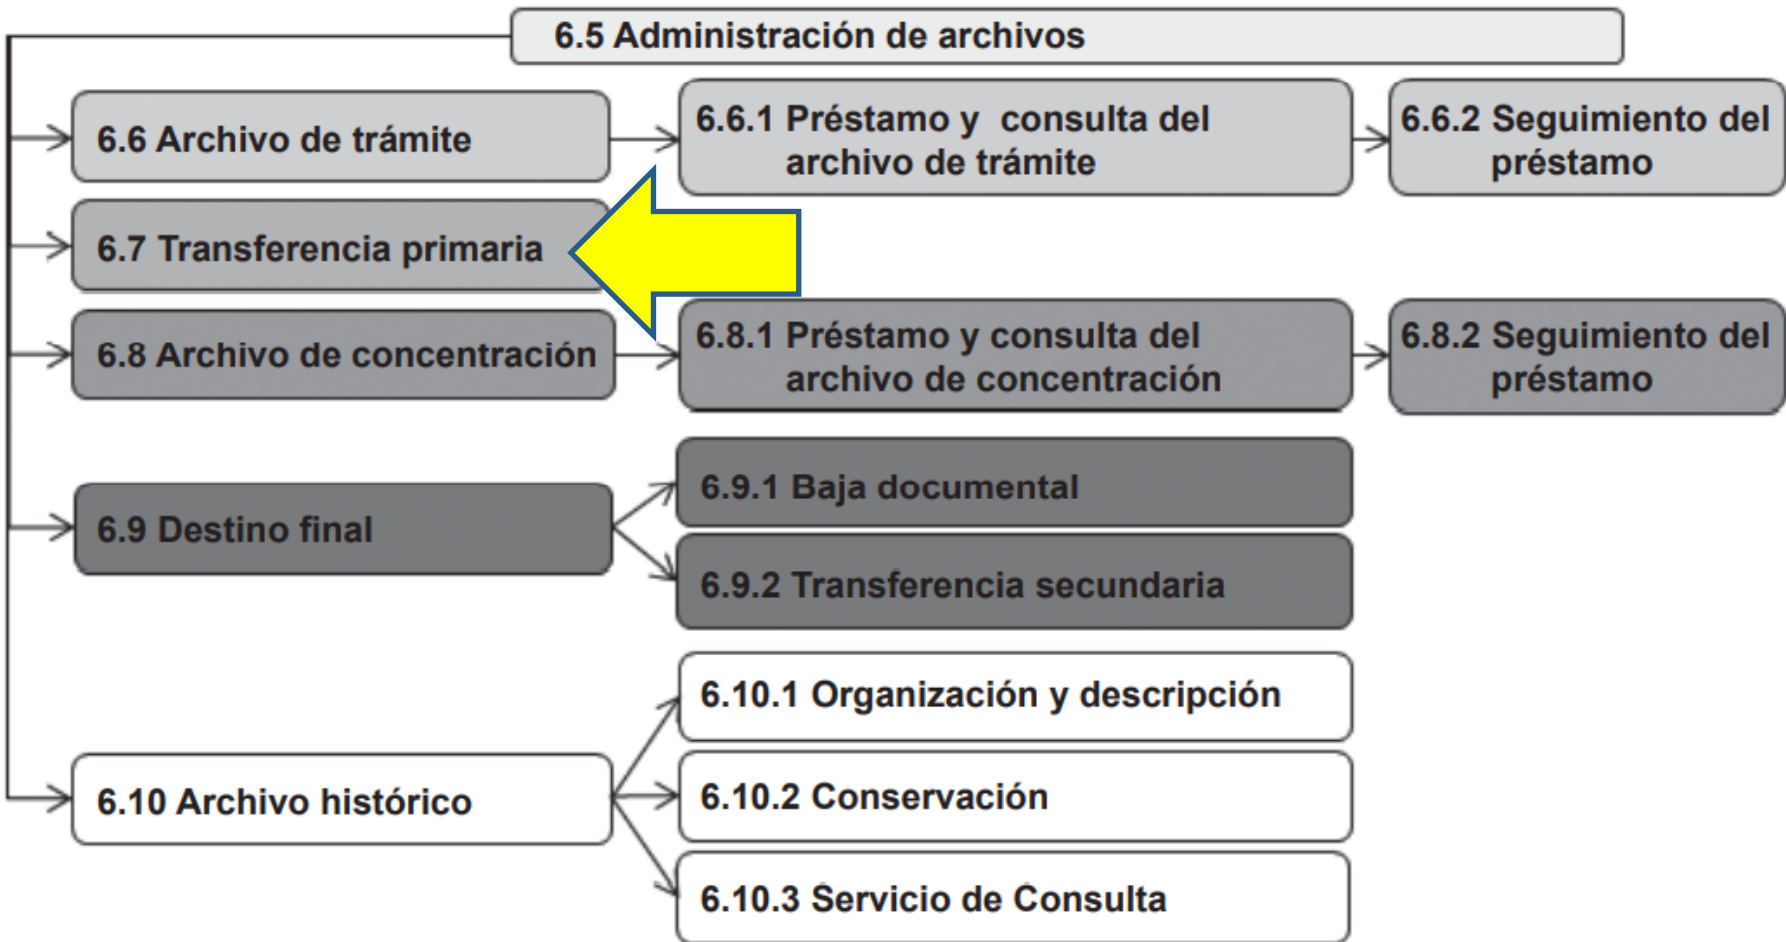 6.5 Administración de archivos
6.6 Archivo de trámite
6.6.1 Préstamo y consulta del
archivo de trámite
6.6.2 Seguimiento del
préstamo
6.7 Transferencia primaria
6.8 Archivo de concentración
6.8.1 Préstamo y consulta del
archivo de concentración
6.8.2 Seguimiento del
préstamo
6.9 Destino final
6.9.1 Baja documental
6.9.2 Transferencia secundaria
6.10 Archivo histórico
6.10.1 Organización y descripción
6.10.2 Conservación
6.10.3 Servicio de Consulta